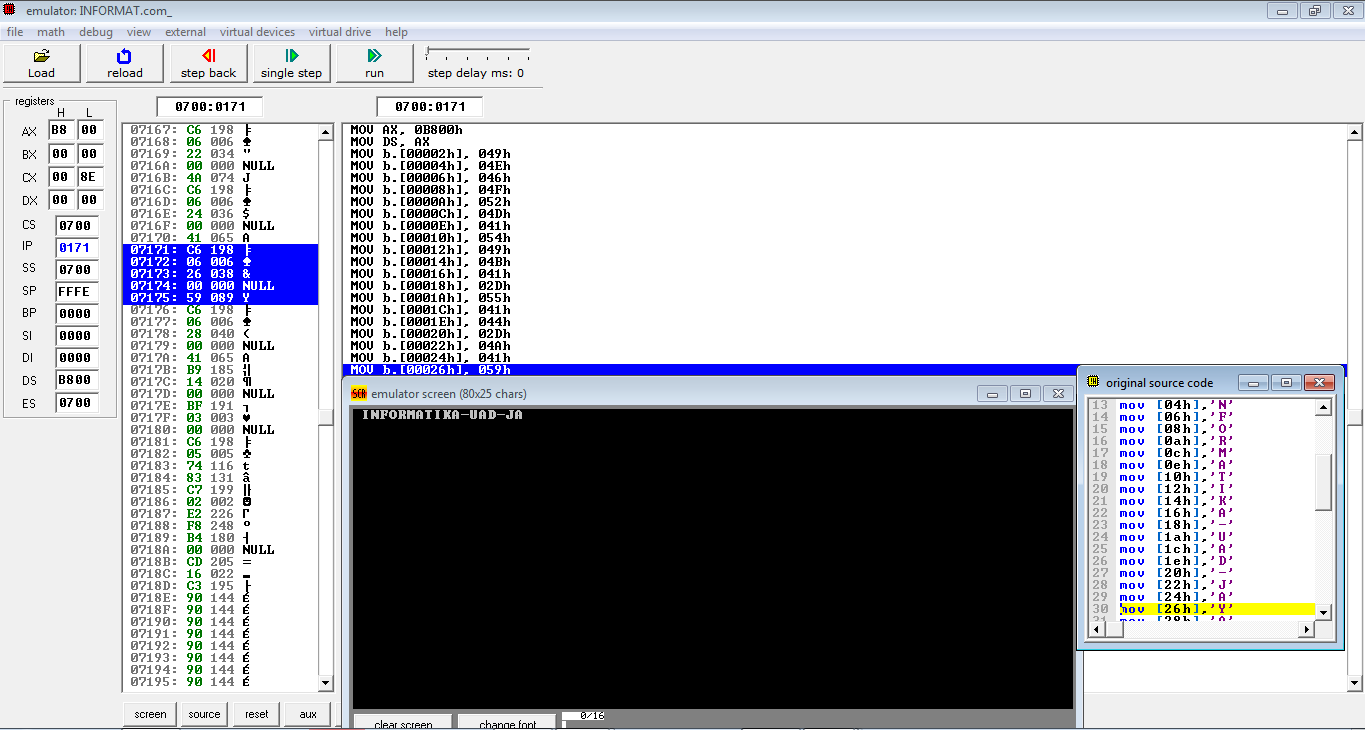 emulator: INFORMAT.com_
file math debug view external virtual devices virtual drive help
Load reload step back single step run step delay ms: 0
registers
H L
AX B8 00
BX 00 00
CX 00 8E
DX 00 00
CS 0700
IP 0171
SS 0700
SP FFFE
BP 0000
SI 0000
DI 0000
DS B800
ES 0700
0700:0171
07167: C6 198 ╞
07168: 06 006 ♠
07169: 22 034 "
0716A: 00 000 NULL
0716B: 4A 074 J
0716C: C6 198 ╞
0716D: 06 006 ♠
0716E: 24 036 $
0716F: 00 000 NULL
07170: 41 065 A
07171: C6 198 ╞
07172: 06 006 ♠
07173: 26 038 &
07174: 00 000 NULL
07175: 59 089 Y
07176: C6 198 ╞
07177: 06 006 ♠
07178: 28 040 (
07179: 00 000 NULL
0717A: 41 065 A
0717B: B9 185 ╣
0717C: 14 020 ¶
0717D: 00 000 NULL
0717E: BF 191 ┐
0717F: 03 003 ♥
07180: 00 000 NULL
07181: C6 198 ╞
07182: 05 005 ♣
07183: 74 116 t
07184: 83 131 â
07185: C7 199 ╟
07186: 02 002 ☻
07187: E2 226 Γ
07188: F8 248 °
07189: B4 180 ┤
0718A: 00 000 NULL
0718B: CD 205 =
0718C: 16 022 ▬
0718D: C3 195 ├
0718E: 90 144 É
0718F: 90 144 É
07190: 90 144 É
07191: 90 144 É
07192: 90 144 É
07193: 90 144 É
07194: 90 144 É
07195: 90 144 É
0700:0171
MOV AX, 0B800h
MOV DS, AX
MOV b.[00002h], 049h
MOV b.[00004h], 04Eh
MOV b.[00006h], 046h
MOV b.[00008h], 04Fh
MOV b.[0000Ah], 052h
MOV b.[0000Ch], 04Dh
MOV b.[0000Eh], 041h
MOV b.[00010h], 054h
MOV b.[00012h], 049h
MOV b.[00014h], 04Bh
MOV b.[00016h], 041h
MOV b.[00018h], 02Dh
MOV b.[0001Ah], 055h
MOV b.[0001Ch], 041h
MOV b.[0001Eh], 044h
MOV b.[00020h], 02Dh
MOV b.[00022h], 04Ah
MOV b.[00024h], 041h
MOV b.[00026h], 059h
emulator screen (80x25 chars)
INFORMATIKA-UAD-JA
clear screen change font 0/16
original source code
13 mov [04h],'N'
14 mov [06h],'F'
15 mov [08h],'O'
16 mov [0ah],'R'
17 mov [0ch],'M'
18 mov [0eh],'A'
19 mov [10h],'T'
20 mov [12h],'I'
21 mov [14h],'K'
22 mov [16h],'A'
23 mov [18h],'-'
24 mov [1ah],'U'
25 mov [1ch],'A'
26 mov [1eh],'D'
27 mov [20h],'-'
28 mov [22h],'J'
29 mov [24h],'A'
30 mov [26h],'Y'
31 mov [28h],'A'
screen source reset aux